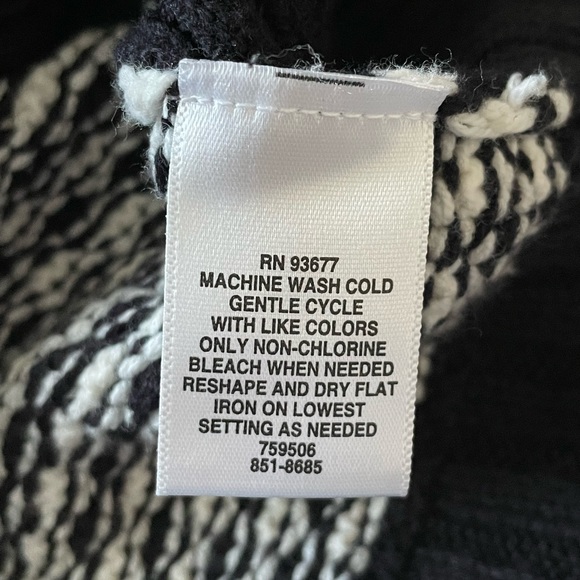 RN 93677
MACHINE WASH COLD
GENTLE CYCLE
WITH LIKE COLORS
ONLY NON-CHLORINE
BLEACH WHEN NEEDED
RESHAPE AND DRY FLAT
IRON ON LOWEST
SETTING AS NEEDED
759506
851-8685